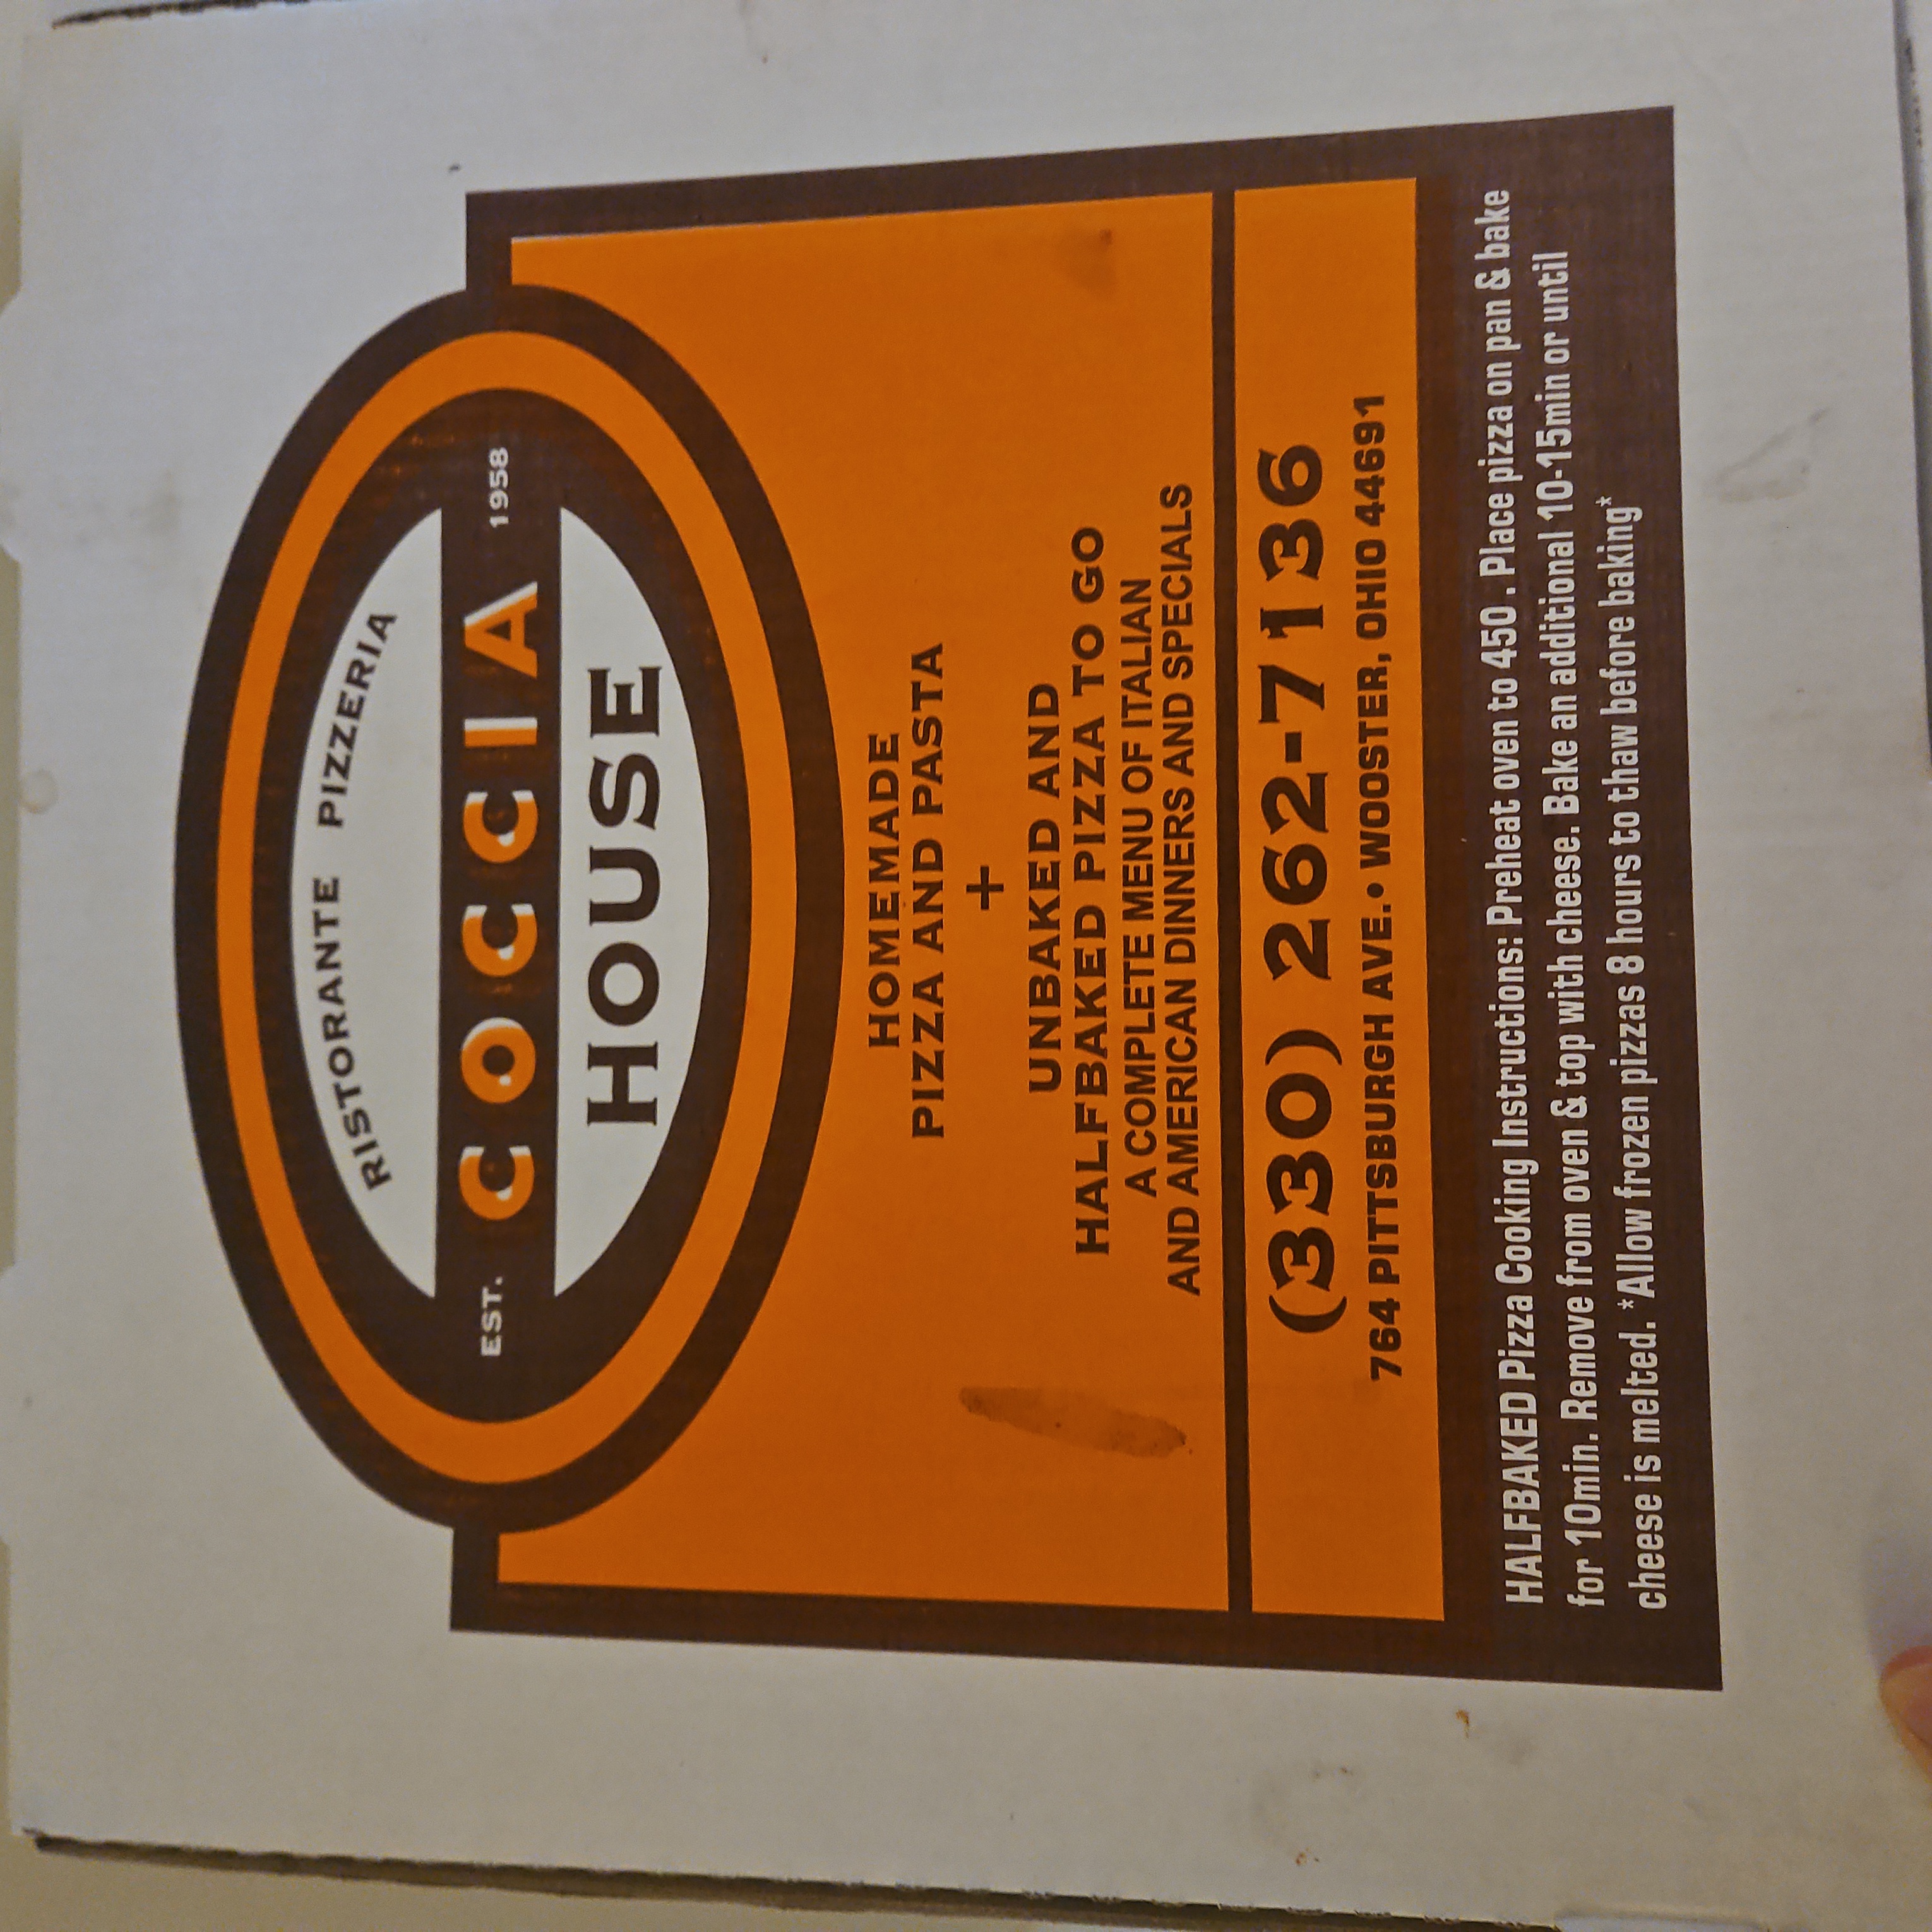 RISTORANTE PIZZERIA
EST. COCCIA 1958
HOUSE
HOMEMADE
PIZZA AND PASTA
+
UNBAKED AND
HALFBAKED PIZZA TO GO
A COMPLETE MENU OF ITALIAN
AND AMERICAN DINNERS AND SPECIALS
(330) 262-7136
764 PITTSBURGH AVE. • WOOSTER, OHIO 44691
HALFBAKED Pizza Cooking Instructions: Preheat oven to 450 . Place pizza on pan & bake
for 10min. Remove from oven & top with cheese. Bake an additional 10-15min or until
cheese is melted. *Allow frozen pizzas 8 hours to thaw before baking*